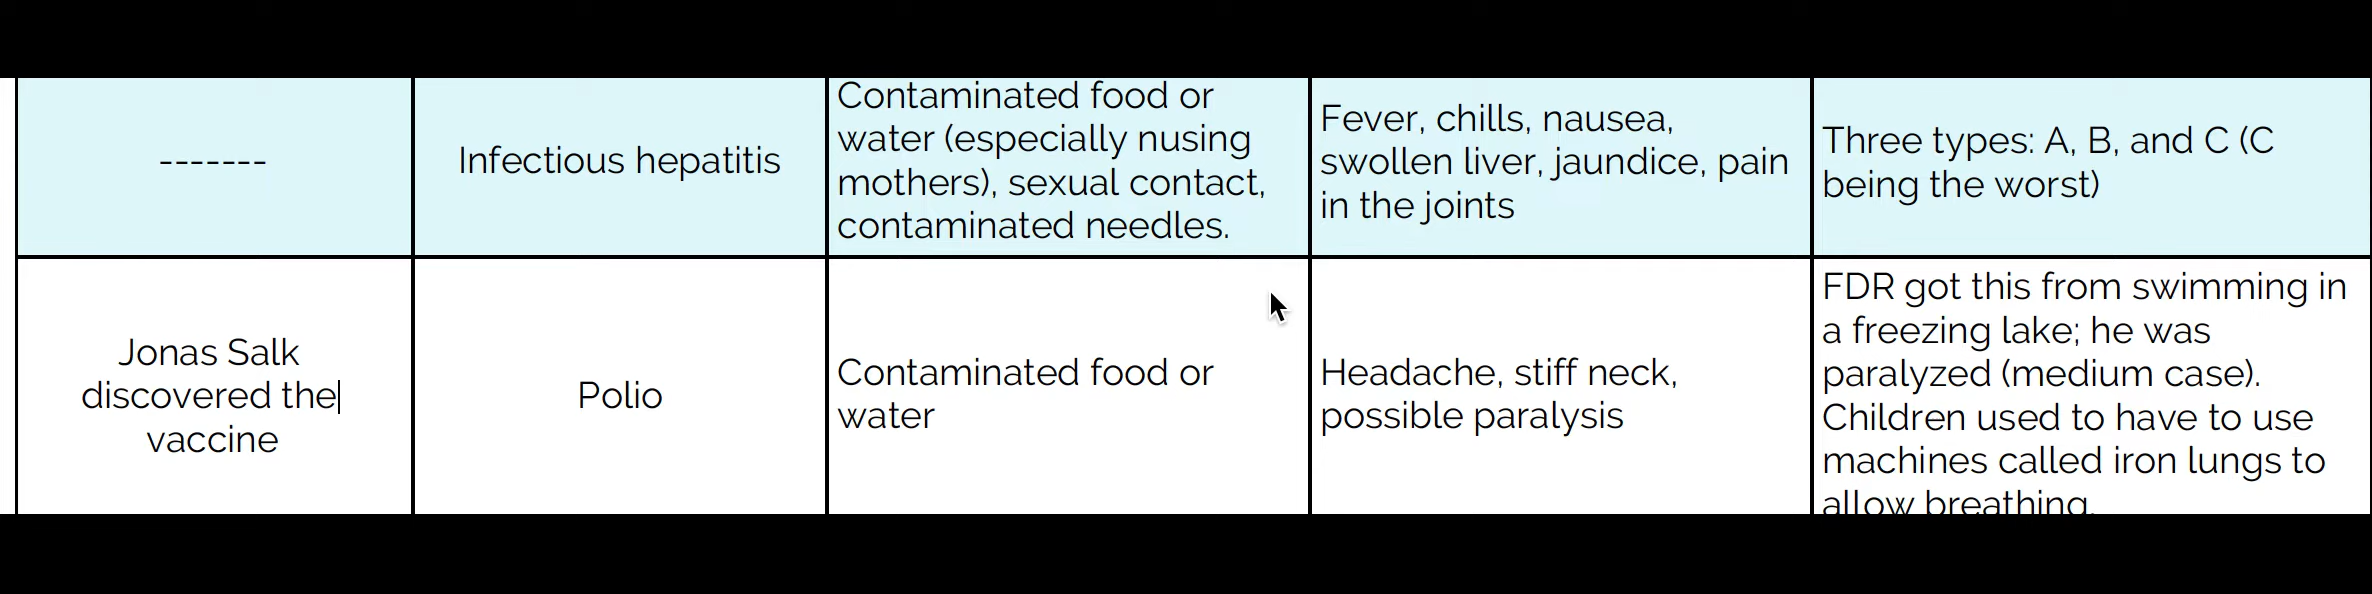 -------
Infectious hepatitis
Contaminated food or
water (especially nusing
mothers), sexual contact,
contaminated needles.
Fever, chills, nausea,
swollen liver, jaundice, pain
in the joints
Three types: A, B, and C (C
being the worst)
Jonas Salk
discovered the
vaccine
Polio
Contaminated food or
water
Headache, stiff neck,
possible paralysis
FDR got this from swimming in
a freezing lake; he was
paralyzed (medium case).
Children used to have to use
machines called iron lungs to
allow breathing.